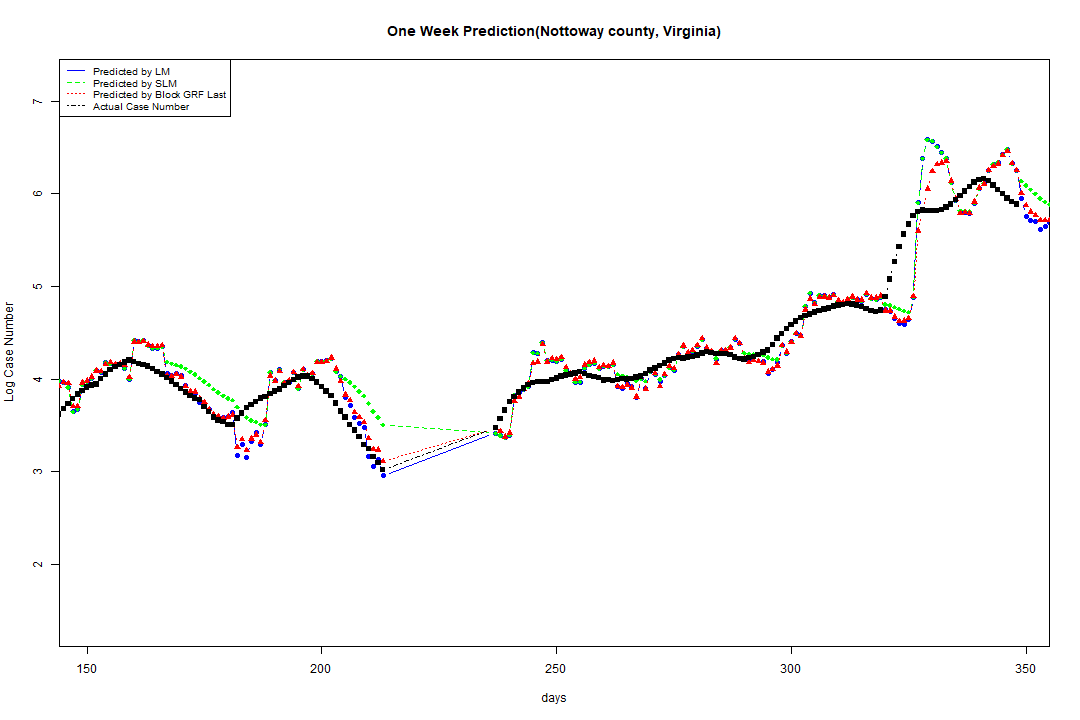 One Week Prediction(Nottoway county, Virginia)
Predicted by LM
Predicted by SLM
Predicted by Block GRF Last
Actual Case Number
Log Case Number
7
6
5
4
3
2
150 200 250 300 350
days